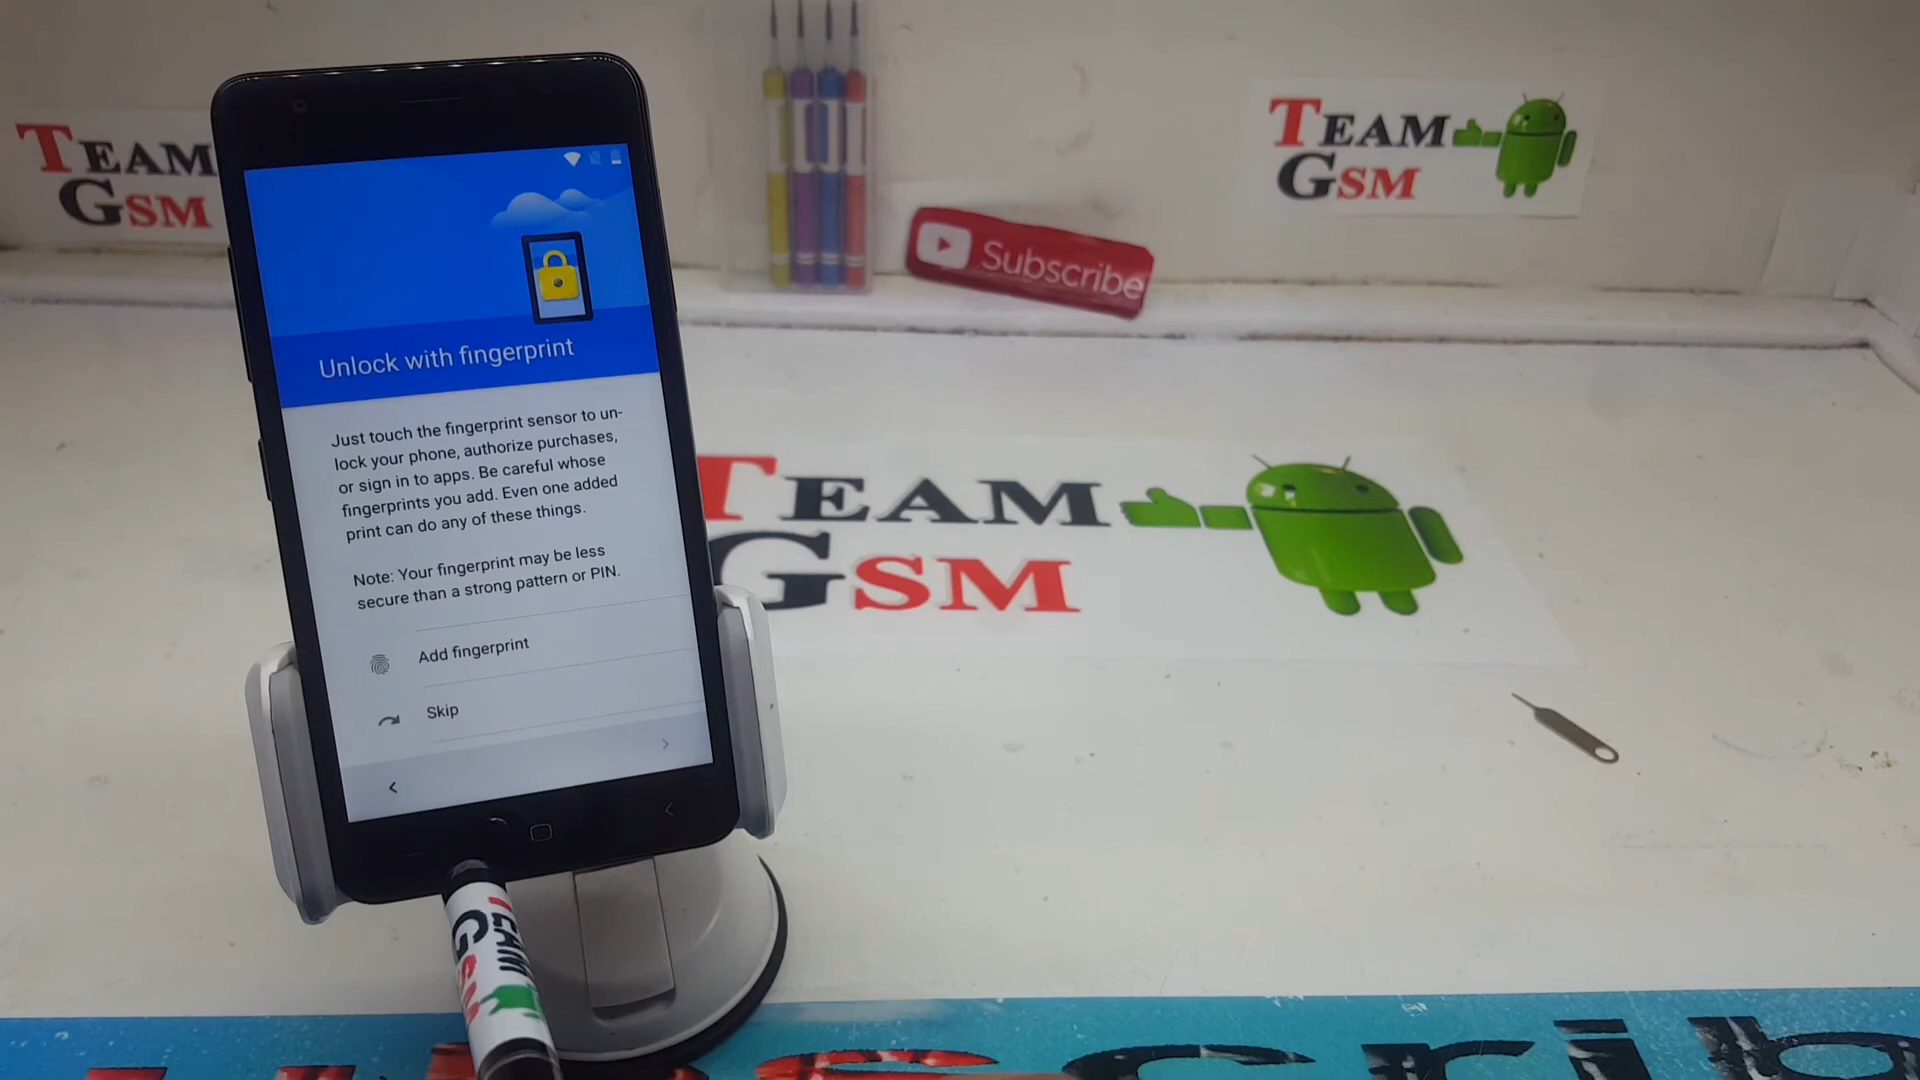 TEAM
GSM
Subscribe
TEAM
GSM
Unlock with fingerprint
Just touch the fingerprint sensor to un-
lock your phone, authorize purchases,
or sign in to apps. Be careful whose
fingerprints you add. Even one added
print can do any of these things.
Note: Your fingerprint may be less
secure than a strong pattern or PIN.
Add fingerprint
Skip
TEAM
GSM
TEAM
GSM